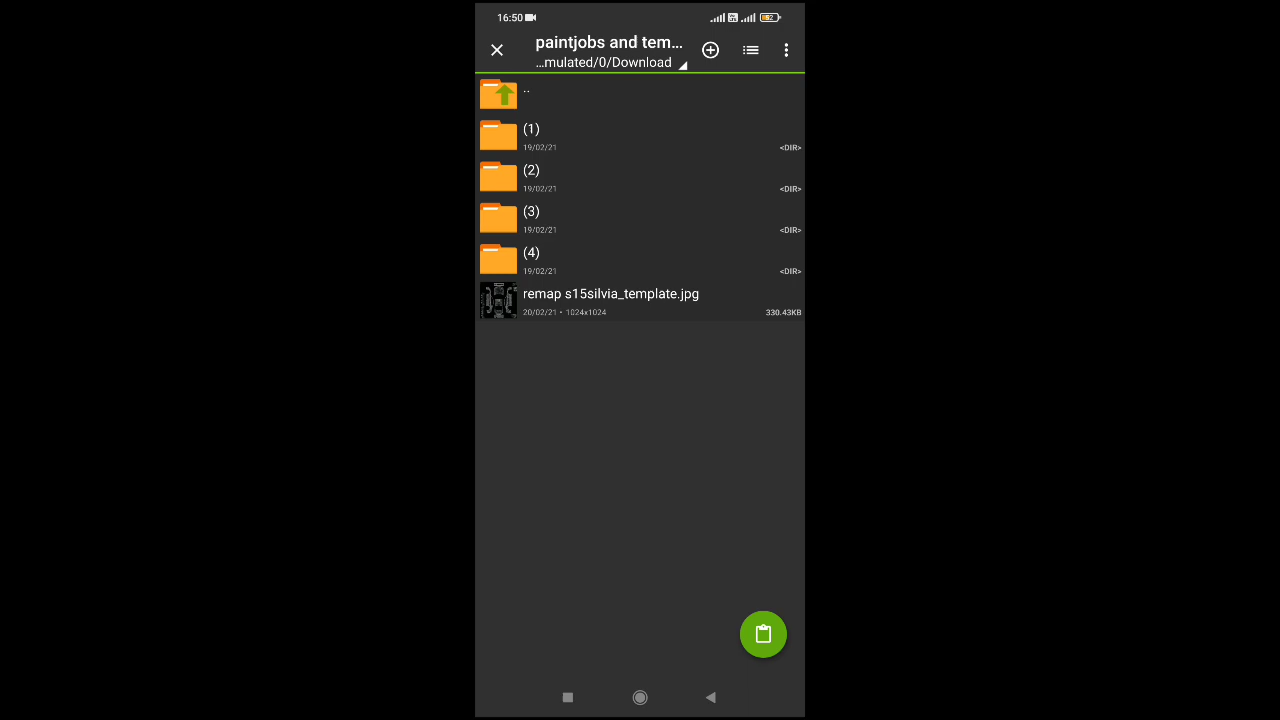 16:50
paintjobs and tem...
...mulated/0/Download
..
(1)
19/02/21 <DIR>
(2)
19/02/21 <DIR>
(3)
19/02/21 <DIR>
(4)
19/02/21 <DIR>
remap s15silvia_template.jpg
20/02/21 • 1024x1024 330.43KB